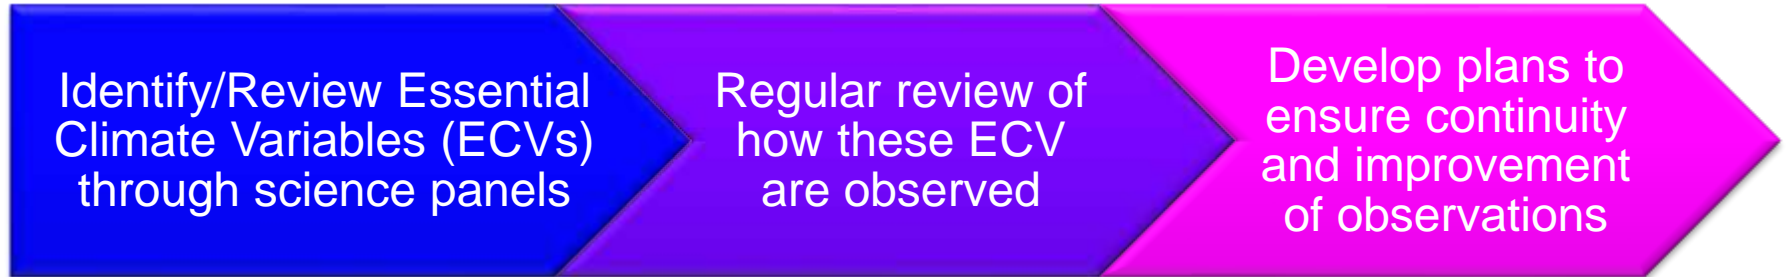 Identify/Review Essential
Climate Variables (ECVs)
through science panels
Regular review of
how these ECV
are observed
Develop plans to
ensure continuity
and improvement
of observations